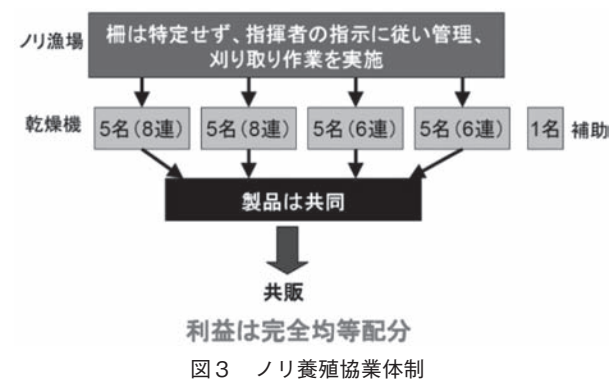 ノリ漁場
柵は特定せず、指揮者の指示に従い管理、
刈り取り作業を実施
乾燥機
5名(8連)
5名(8連)
5名(6連)
5名(6連)
1名
補助
製品は共同
共販
利益は完全均等配分
図3 ノリ養殖協業体制